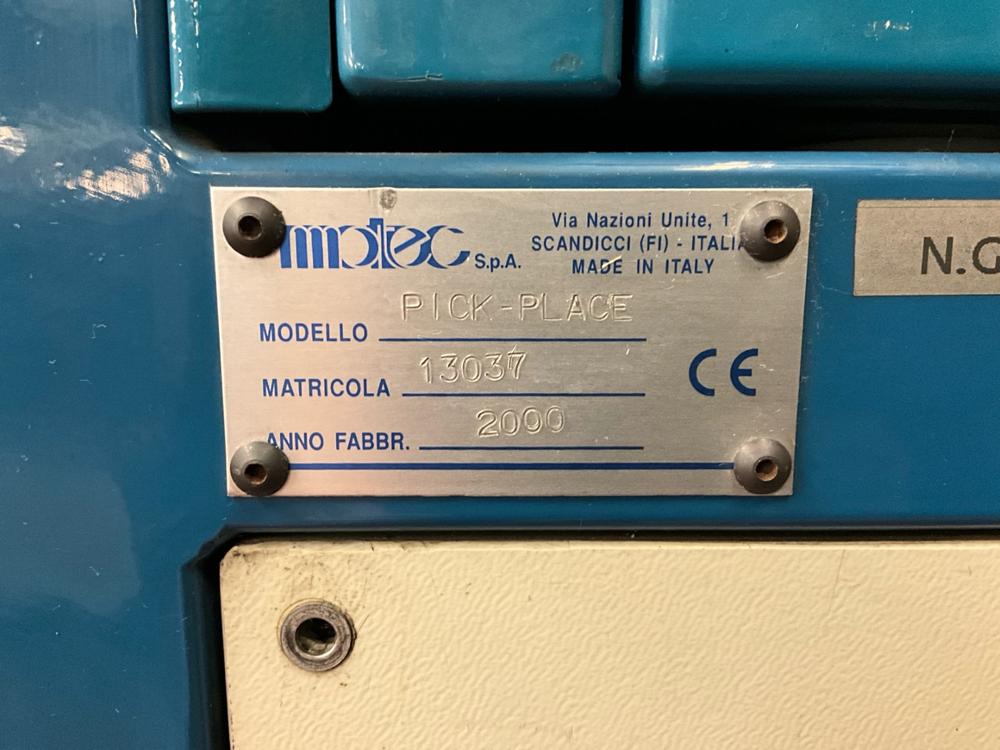 motec S.p.A.
Via Nazioni Unite, 1
SCANDICCI (FI) - ITALIA
MADE IN ITALY
MODELLO PICK-PLACE
MATRICOLA 13037
CE
ANNO FABBR. 2000
N.G